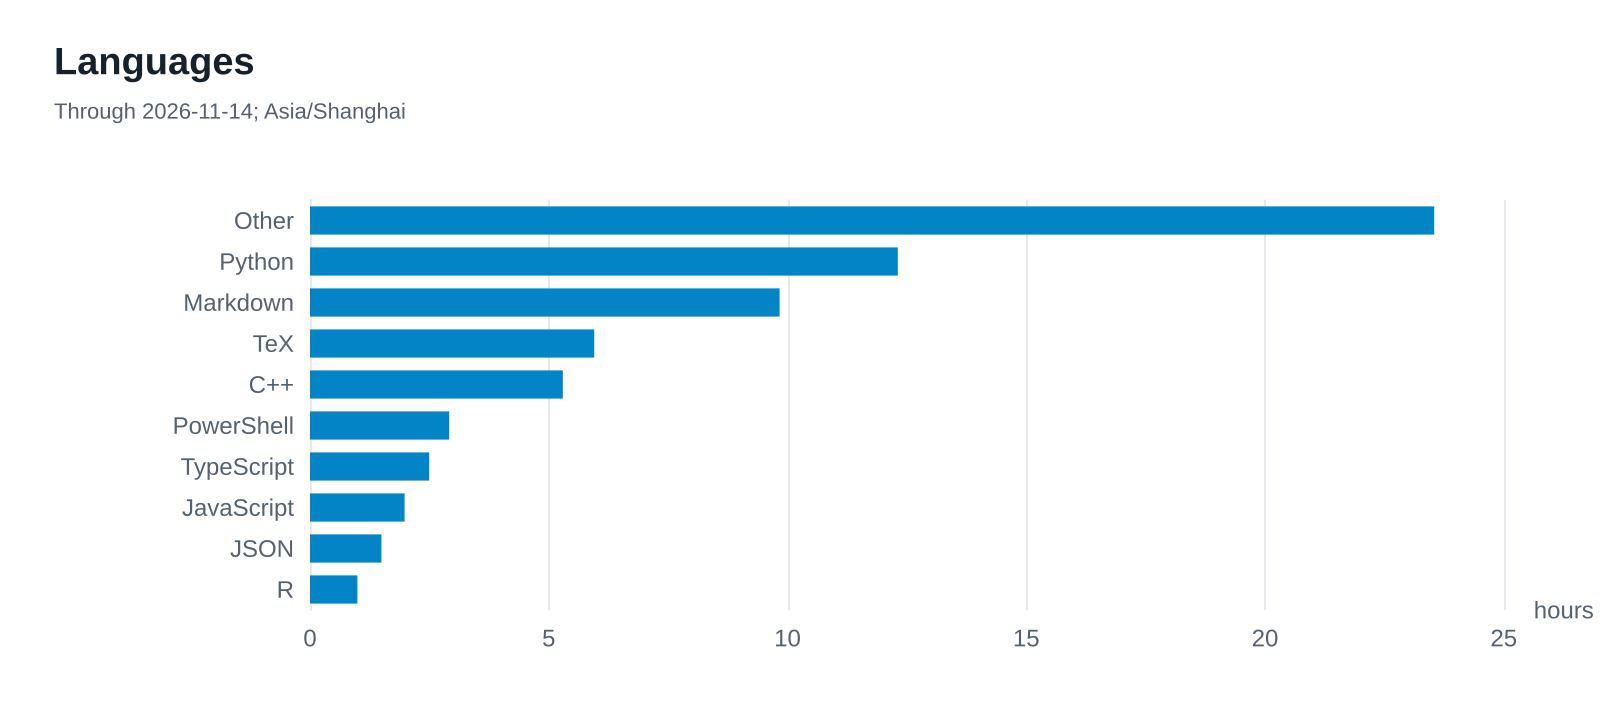 Languages
Through 2026-11-14; Asia/Shanghai
Other
Python
Markdown
TeX
C++
PowerShell
TypeScript
JavaScript
JSON
R
hours
0 5 10 15 20 25